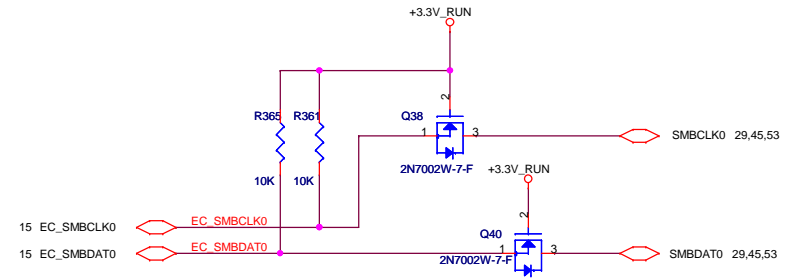 +3.3V_RUN
R365 R361
10K 10K
2
Q38
1 3
2N7002W-7-F
SMBCLK0 29,45,53
+3.3V_RUN
15 EC_SMBCLK0
EC_SMBCLK0
2
Q40
15 EC_SMBDAT0
EC_SMBDAT0
1 3
2N7002W-7-F
SMBDAT0 29,45,53